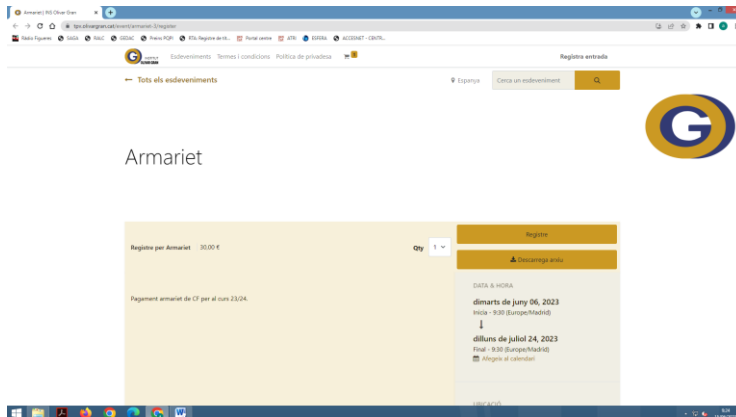 Armariet | INS Olivar Gran
tpv.olivargran.cat/event/armariet-3/register
Ràdio Figueres SAGA RALC GEDAC Preins PQPI Portal centre ATRI ESFERA
Esdeveniments Termes i condicions Política de privadesa
Registra entrada
← Tots els esdeveniments
Espanya
Cerca un esdeveniment
Armariet
Registre per Armariet 30,00 €
Qty 1
Registre
Descarrega arxiu
Pagament armariet de CF per al curs 23/24.
DATA & HORA
dimarts de juny 06, 2023
Inicia - 9:30 (Europe/Madrid)
dilluns de juliol 24, 2023
Final - 9:30 (Europe/Madrid)
Afegeix al calendari
UBICACIÓ